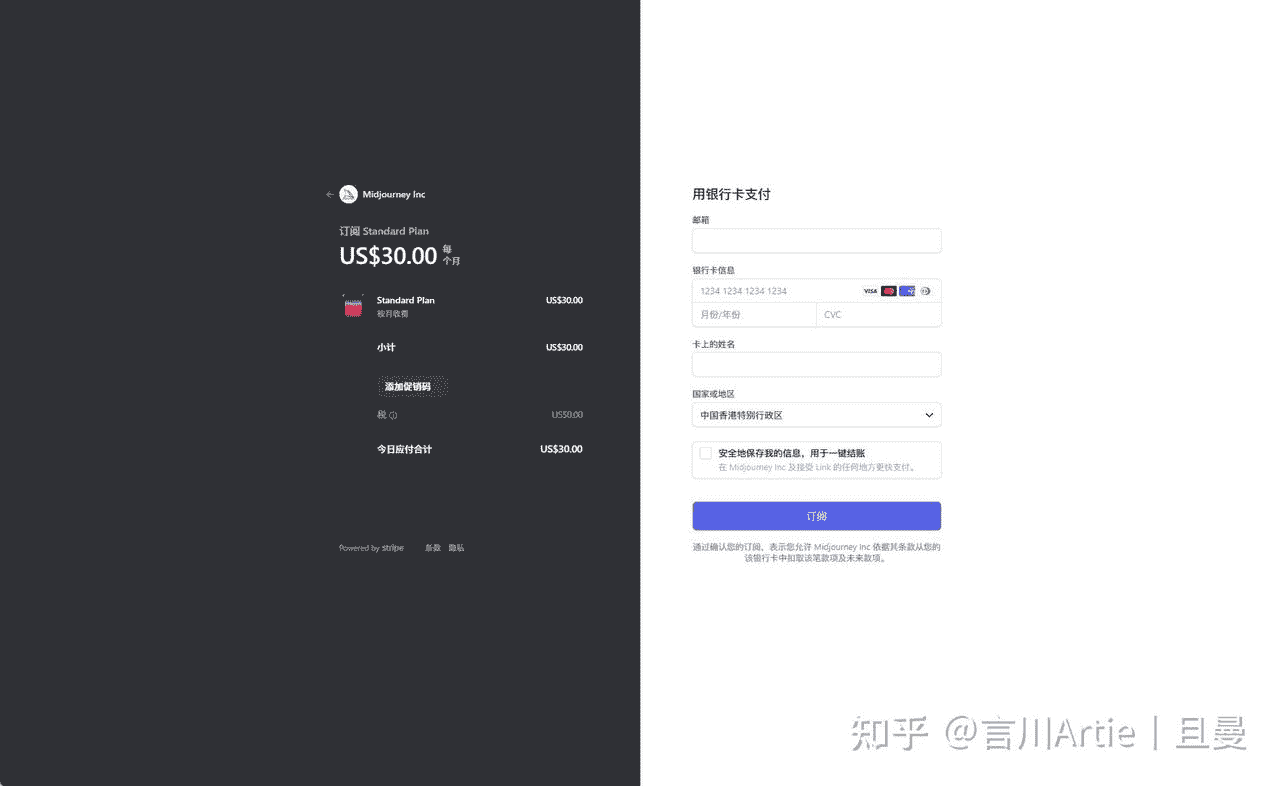 Midjourney Inc
订阅 Standard Plan
US$30.00 每个月
Standard Plan US$30.00
按月收费
小计 US$30.00
添加促销码
税 US$0.00
今日应付合计 US$30.00
Powered by stripe 条款 隐私
用银行卡支付
邮箱
银行卡信息
1234 1234 1234 1234 VISA
月份/年份 CVC
卡上的姓名
国家或地区
中国香港特别行政区
安全地保存我的信息，用于一键结账
在 Midjourney Inc 及接受 Link 的任何地方更快支付。
订阅
通过确认您的订阅，表示您允许 Midjourney Inc 依据其条款从您的
该银行卡中扣取该笔款项及未来款项。
知乎 @言川Artie｜旦曼